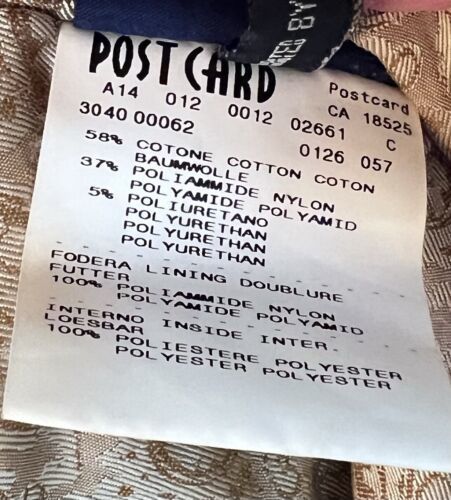 POSTCARD
Postcard
A14 012 0012 02661 CA 18525
3040 00062 0126 057 C
58% COTONE COTTON COTON
BAUMWOLLE
37% POLIAMMIDE NYLON
POLYAMIDE POLYAMID
5% POLIURETANO
POLYURETHAN
POLYURETHAN
POLYURETHAN
FODERA LINING DOUBLURE
FUTTER
100% POLIAMMIDE NYLON
POLYAMIDE POLYAMID
INTERNO INSIDE INTER.
LOESBAR
100% POLIESTERE POLYESTER
POLYESTER POLYESTER